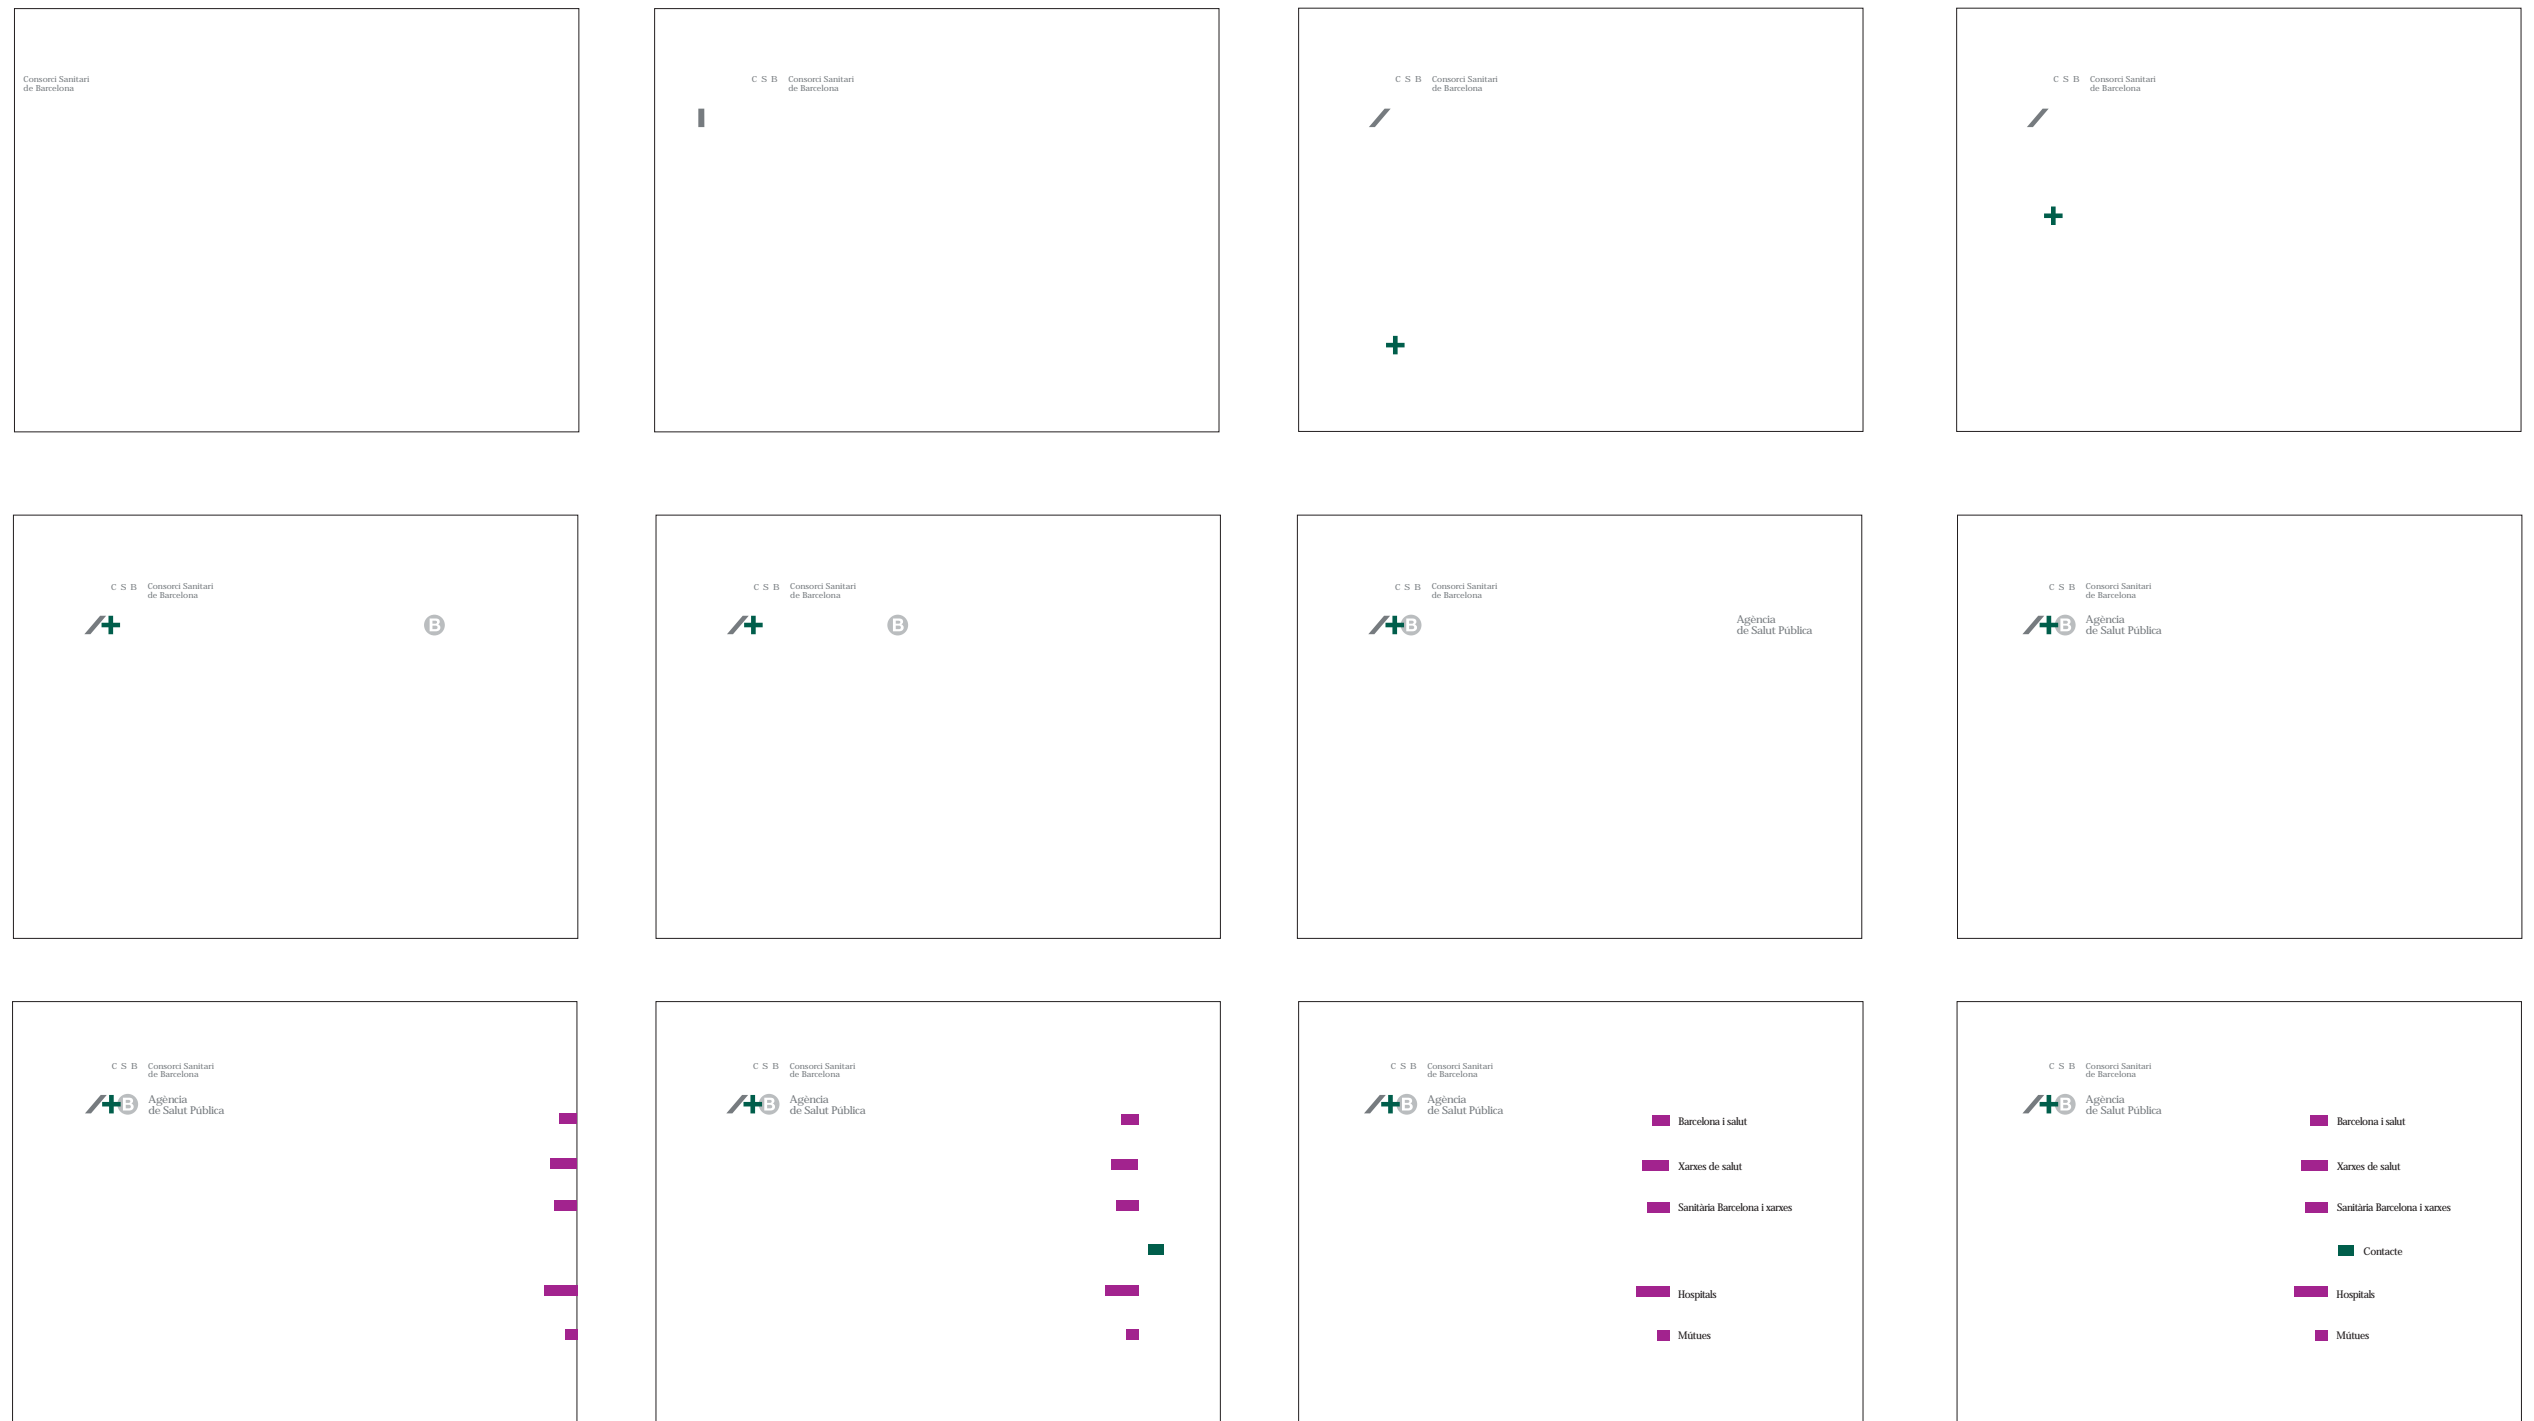 Consorci Sanitari
de Barcelona
C S B Consorci Sanitari
de Barcelona
C S B Consorci Sanitari
de Barcelona
C S B Consorci Sanitari
de Barcelona
C S B Consorci Sanitari
de Barcelona
B
C S B Consorci Sanitari
de Barcelona
B
C S B Consorci Sanitari
de Barcelona
B Agència
de Salut Pública
C S B Consorci Sanitari
de Barcelona
B Agència
de Salut Pública
C S B Consorci Sanitari
de Barcelona
B Agència
de Salut Pública
C S B Consorci Sanitari
de Barcelona
B Agència
de Salut Pública
C S B Consorci Sanitari
de Barcelona
B Agència
de Salut Pública
Barcelona i salut
Xarxes de salut
Sanitària Barcelona i xarxes
Hospitals
Mútues
C S B Consorci Sanitari
de Barcelona
B Agència
de Salut Pública
Barcelona i salut
Xarxes de salut
Sanitària Barcelona i xarxes
Contacte
Hospitals
Mútues